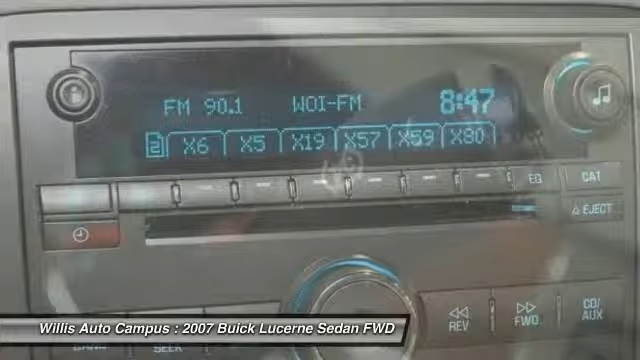 FM 90.1 WOI-FM 8:47
2 X6 X5 X19 X57 X59 X80
EQ CAT
EJECT
REV FWD CD/AUX
SEEK
Willis Auto Campus : 2007 Buick Lucerne Sedan FWD